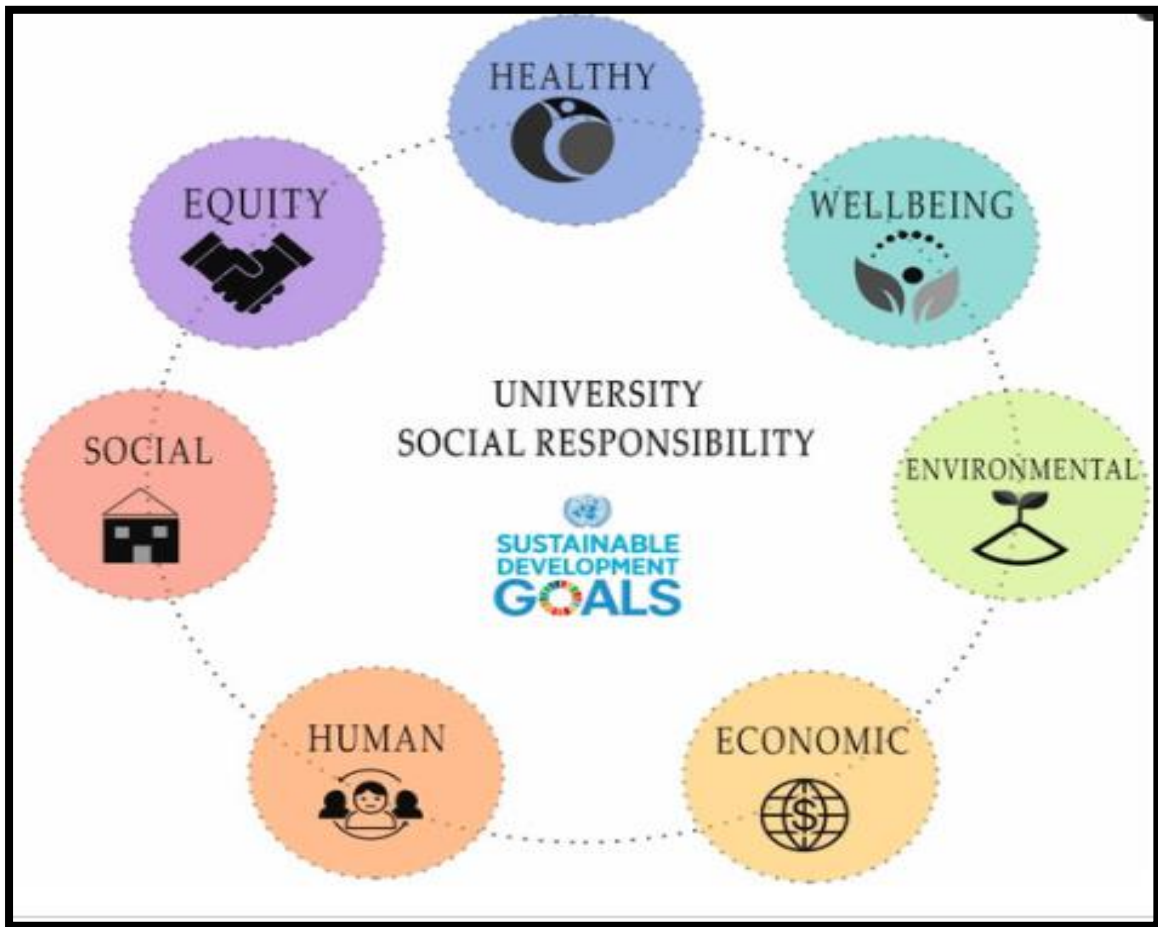 HEALTHY
EQUITY
WELLBEING
UNIVERSITY
SOCIAL RESPONSIBILITY
SOCIAL
ENVIRONMENTAL
SUSTAINABLE
DEVELOPMENT
GOALS
HUMAN
ECONOMIC
$